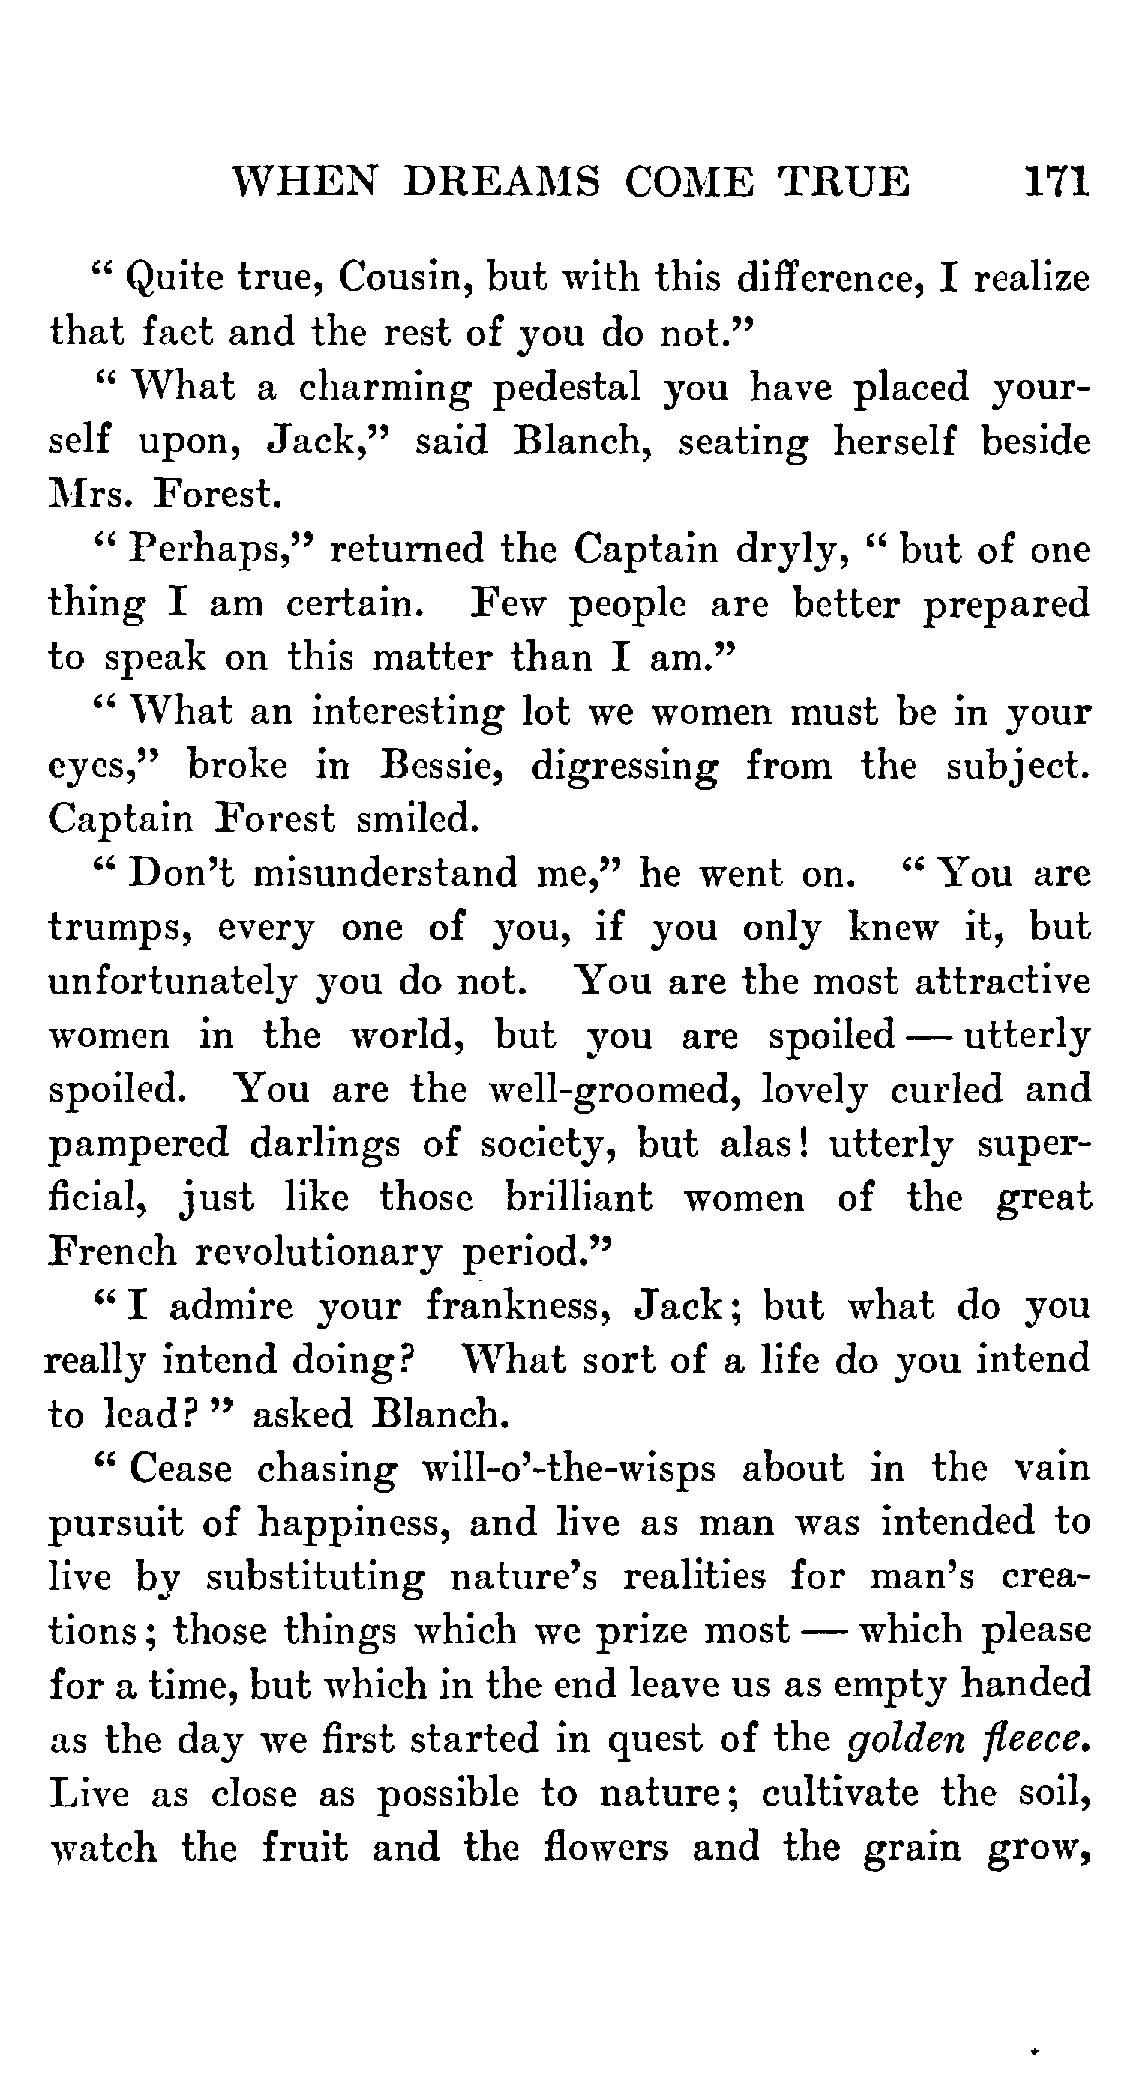 WHEN DREAMS COME TRUE 171
“ Quite true, Cousin, but with this difference, I realize
that fact and the rest of you do not.”
“ What a charming pedestal you have placed your-
self upon, Jack,” said Blanch, seating herself beside
Mrs. Forest.
“ Perhaps,” returned the Captain dryly, “ but of one
thing I am certain. Few people are better prepared
to speak on this matter than I am.”
“ What an interesting lot we women must be in your
eyes,” broke in Bessie, digressing from the subject.
Captain Forest smiled.
“ Don’t misunderstand me,” he went on. “ You are
trumps, every one of you, if you only knew it, but
unfortunately you do not. You are the most attractive
women in the world, but you are spoiled — utterly
spoiled. You are the well-groomed, lovely curled and
pampered darlings of society, but alas! utterly super-
ficial, just like those brilliant women of the great
French revolutionary period.”
“ I admire your frankness, Jack; but what do you
really intend doing? What sort of a life do you intend
to lead? ” asked Blanch.
“ Cease chasing will-o’-the-wisps about in the vain
pursuit of happiness, and live as man was intended to
live by substituting nature’s realities for man’s crea-
tions; those things which we prize most — which please
for a time, but which in the end leave us as empty handed
as the day we first started in quest of the golden fleece.
Live as close as possible to nature; cultivate the soil,
watch the fruit and the flowers and the grain grow,